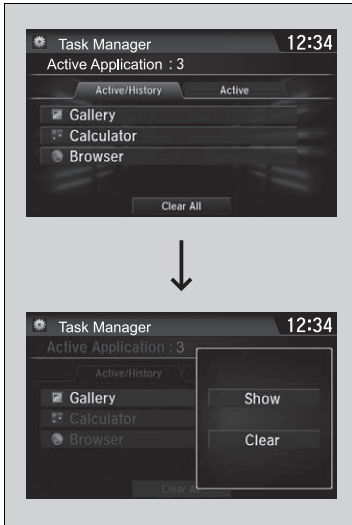 Task Manager 12:34
Active Application : 3
Active/History Active
Gallery
Calculator
Browser
Clear All
Task Manager 12:34
Active Application : 3
Active/History
Gallery Show
Calculator
Browser Clear
Clear All